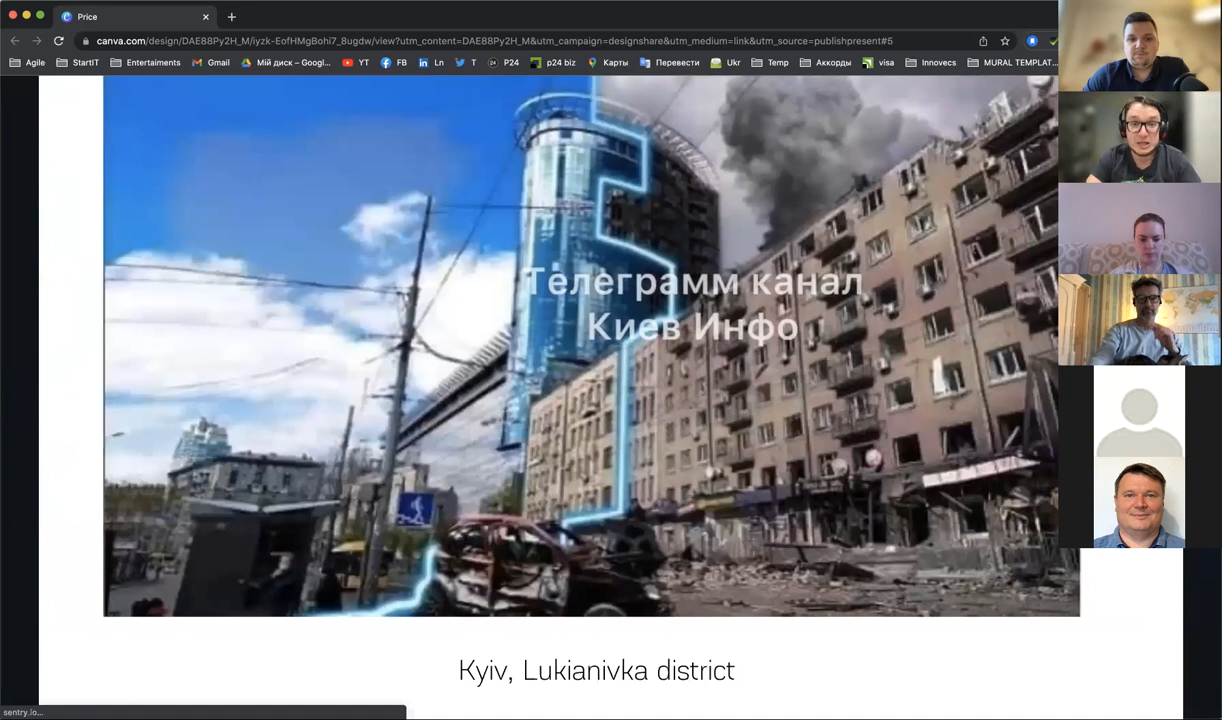 Price
canva.com/design/DAE88Py2H_M/iyzk-EofHMgBohi7_8ugdw/view?utm_content=DAE88Py2H_M&utm_campaign=designshare&utm_medium=link&utm_source=publishpresent#5
Agile StartIT Entertaiments Gmail Мій диск – Googl... YT FB Ln T P24 p24 biz Карты Перевести Ukr Temp Аккорды visa Innovecs MURAL TEMPLAT...
Телеграмм канал
Киев Инфо
Kyiv, Lukianivka district
sentry.io...